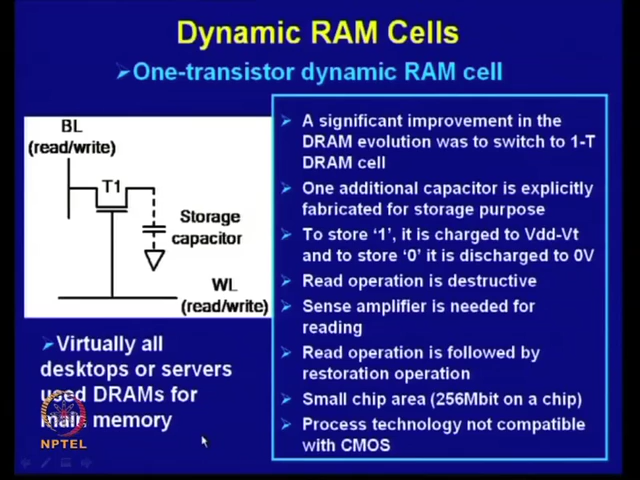 Dynamic RAM Cells
➢One-transistor dynamic RAM cell
BL
(read/write)
T1
Storage
capacitor
WL
(read/write)
➢Virtually all
desktops or servers
used DRAMs for
main memory
NPTEL
➢ A significant improvement in the
DRAM evolution was to switch to 1-T
DRAM cell
➢ One additional capacitor is explicitly
fabricated for storage purpose
➢ To store ‘1’, it is charged to Vdd-Vt
and to store ‘0’ it is discharged to 0V
➢ Read operation is destructive
➢ Sense amplifier is needed for
reading
➢ Read operation is followed by
restoration operation
➢ Small chip area (256Mbit on a chip)
➢ Process technology not compatible
with CMOS